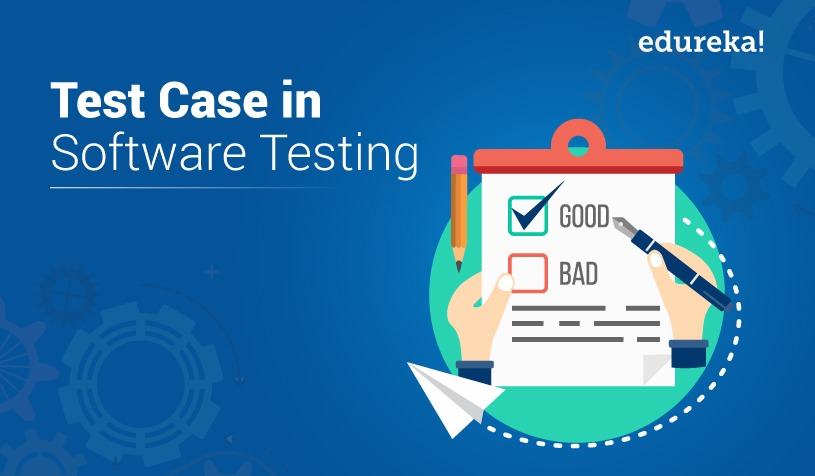 edureka!
Test Case in
Software Testing
GOOD
BAD